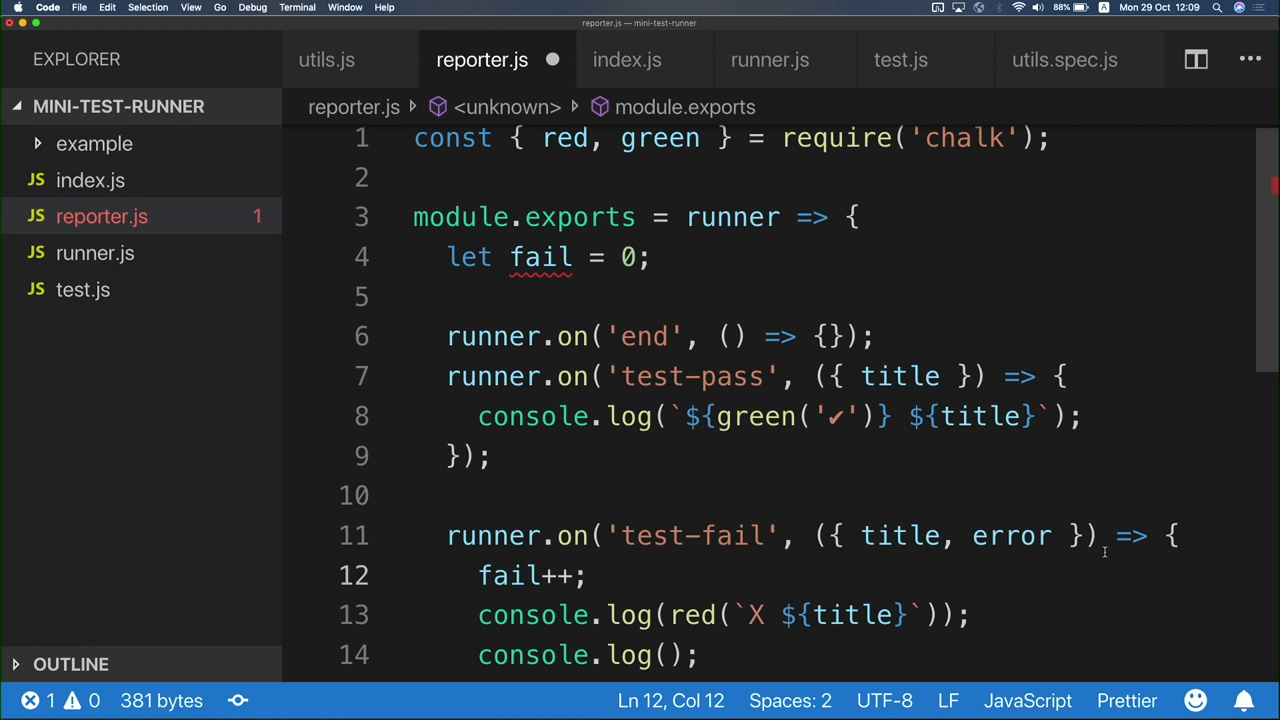 Code File Edit Selection View Go Debug Terminal Window Help 88% A Mon 29 Oct 12:09
reporter.js — mini-test-runner
EXPLORER
utils.js reporter.js index.js runner.js test.js utils.spec.js
MINI-TEST-RUNNER
reporter.js <unknown> module.exports
example
JS index.js
JS reporter.js 1
JS runner.js
JS test.js
1 const { red, green } = require('chalk');
2
3 module.exports = runner => {
4 let fail = 0;
5
6 runner.on('end', () => {});
7 runner.on('test-pass', ({ title }) => {
8 console.log(`${green('✔')} ${title}`);
9 });
10
11 runner.on('test-fail', ({ title, error }) => {
12 fail++;
13 console.log(red(`X ${title}`));
14 console.log();
OUTLINE
1 0 381 bytes Ln 12, Col 12 Spaces: 2 UTF-8 LF JavaScript Prettier